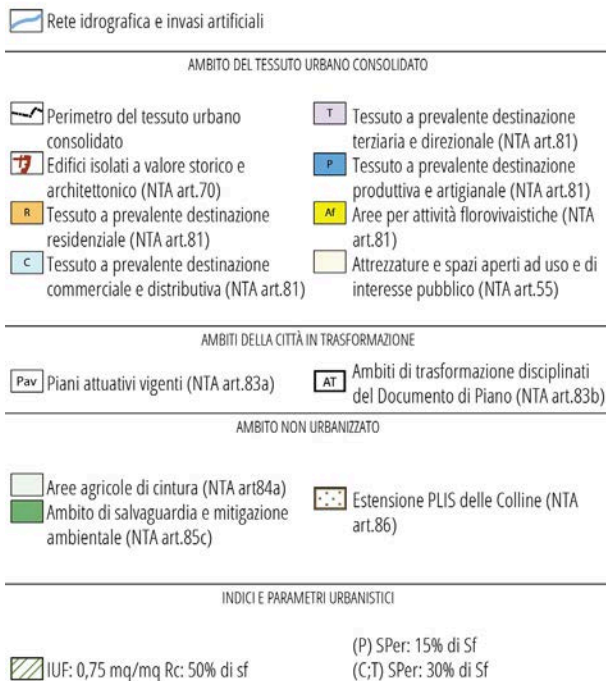 Rete idrografica e invasi artificiali
AMBITO DEL TESSUTO URBANO CONSOLIDATO
Perimetro del tessuto urbano
consolidato
Edifici isolati a valore storico e
architettonico (NTA art.70)
R Tessuto a prevalente destinazione
residenziale (NTA art.81)
C Tessuto a prevalente destinazione
commerciale e distributiva (NTA art.81)
T Tessuto a prevalente destinazione
terziaria e direzionale (NTA art.81)
P Tessuto a prevalente destinazione
produttiva e artigianale (NTA art.81)
Af Aree per attività florovivaistiche (NTA
art.81)
Attrezzature e spazi aperti ad uso e di
interesse pubblico (NTA art.55)
AMBITI DELLA CITTÀ IN TRASFORMAZIONE
Pav Piani attuativi vigenti (NTA art.83a)
AT Ambiti di trasformazione disciplinati
del Documento di Piano (NTA art.83b)
AMBITO NON URBANIZZATO
Aree agricole di cintura (NTA art84a)
Ambito di salvaguardia e mitigazione
ambientale (NTA art.85c)
Estensione PLIS delle Colline (NTA
art.86)
INDICI E PARAMETRI URBANISTICI
IUF: 0,75 mq/mq Rc: 50% di sf
(P) SPer: 15% di Sf
(C;T) SPer: 30% di Sf